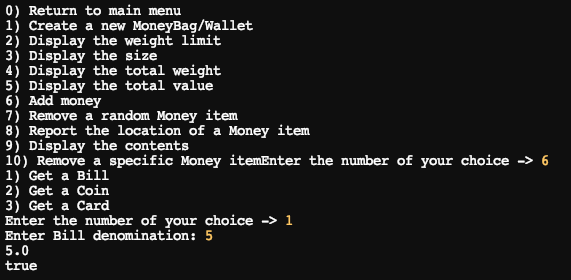 0) Return to main menu
1) Create a new MoneyBag/Wallet
2) Display the weight limit
3) Display the size
4) Display the total weight
5) Display the total value
6) Add money
7) Remove a random Money item
8) Report the location of a Money item
9) Display the contents
10) Remove a specific Money itemEnter the number of your choice -> 6
1) Get a Bill
2) Get a Coin
3) Get a Card
Enter the number of your choice -> 1
Enter Bill denomination: 5
5.0
true